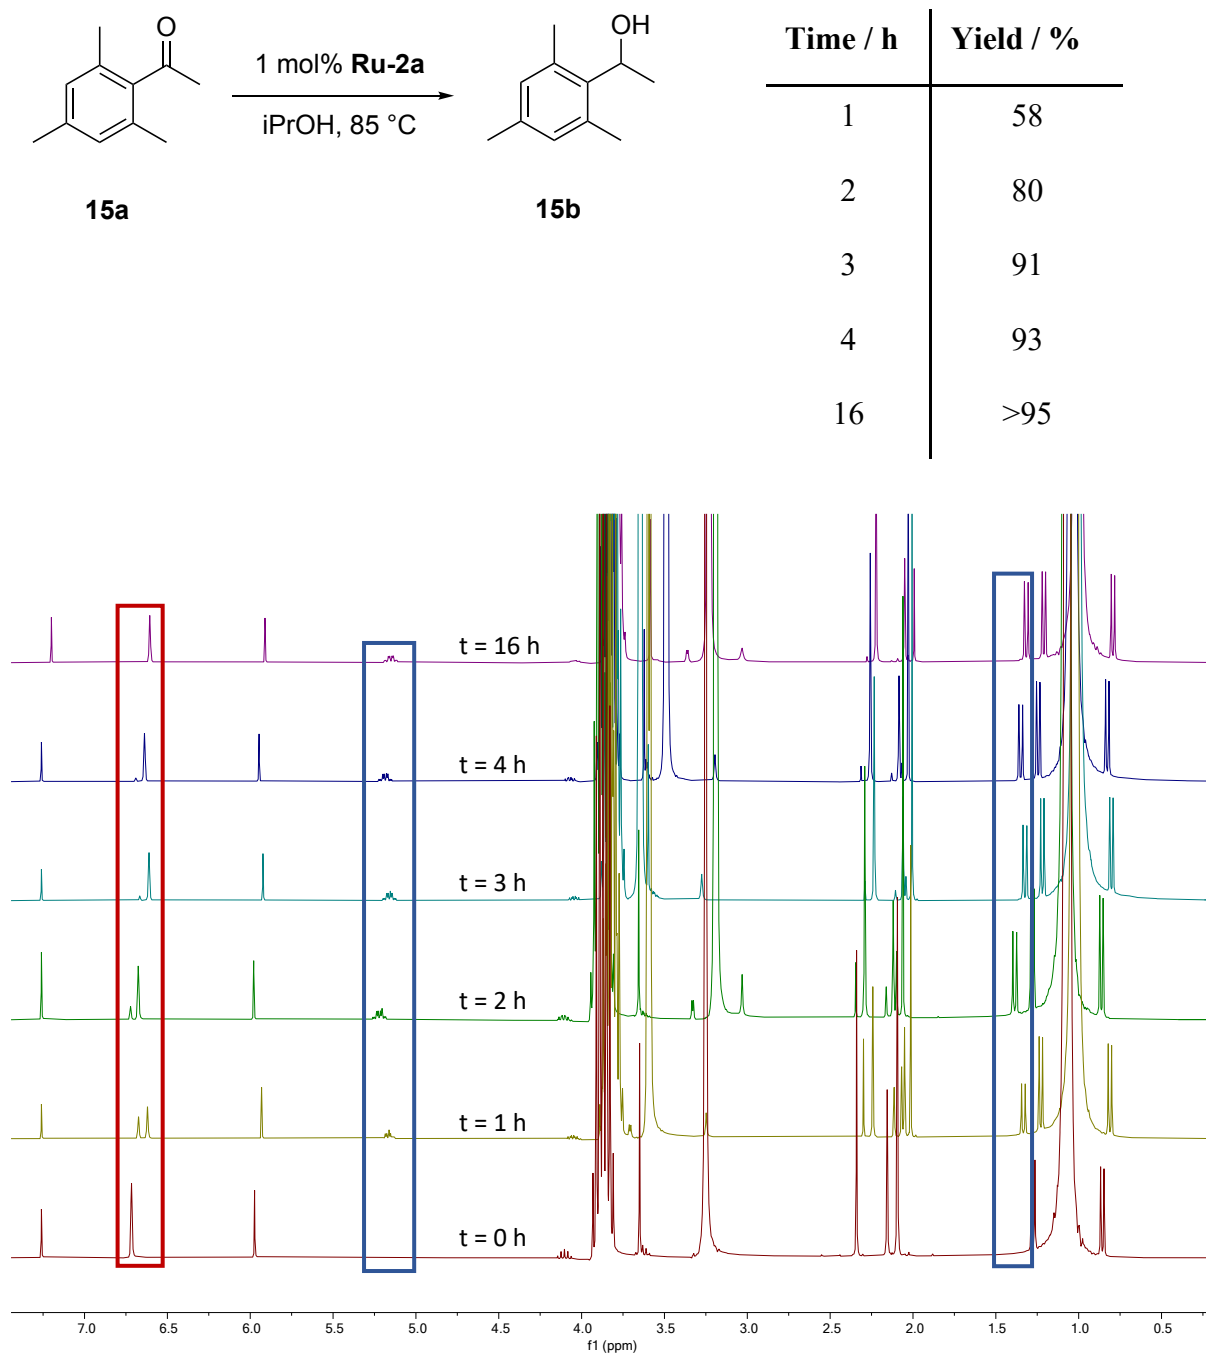 O
OH
1 mol% Ru-2a
iPrOH, 85 °C
15a
15b
Time / h Yield / %
1 58
2 80
3 91
4 93
16 >95
t = 16 h
t = 4 h
t = 3 h
t = 2 h
t = 1 h
t = 0 h
7.0 6.5 6.0 5.5 5.0 4.5 4.0 3.5 3.0 2.5 2.0 1.5 1.0 0.5
f1 (ppm)